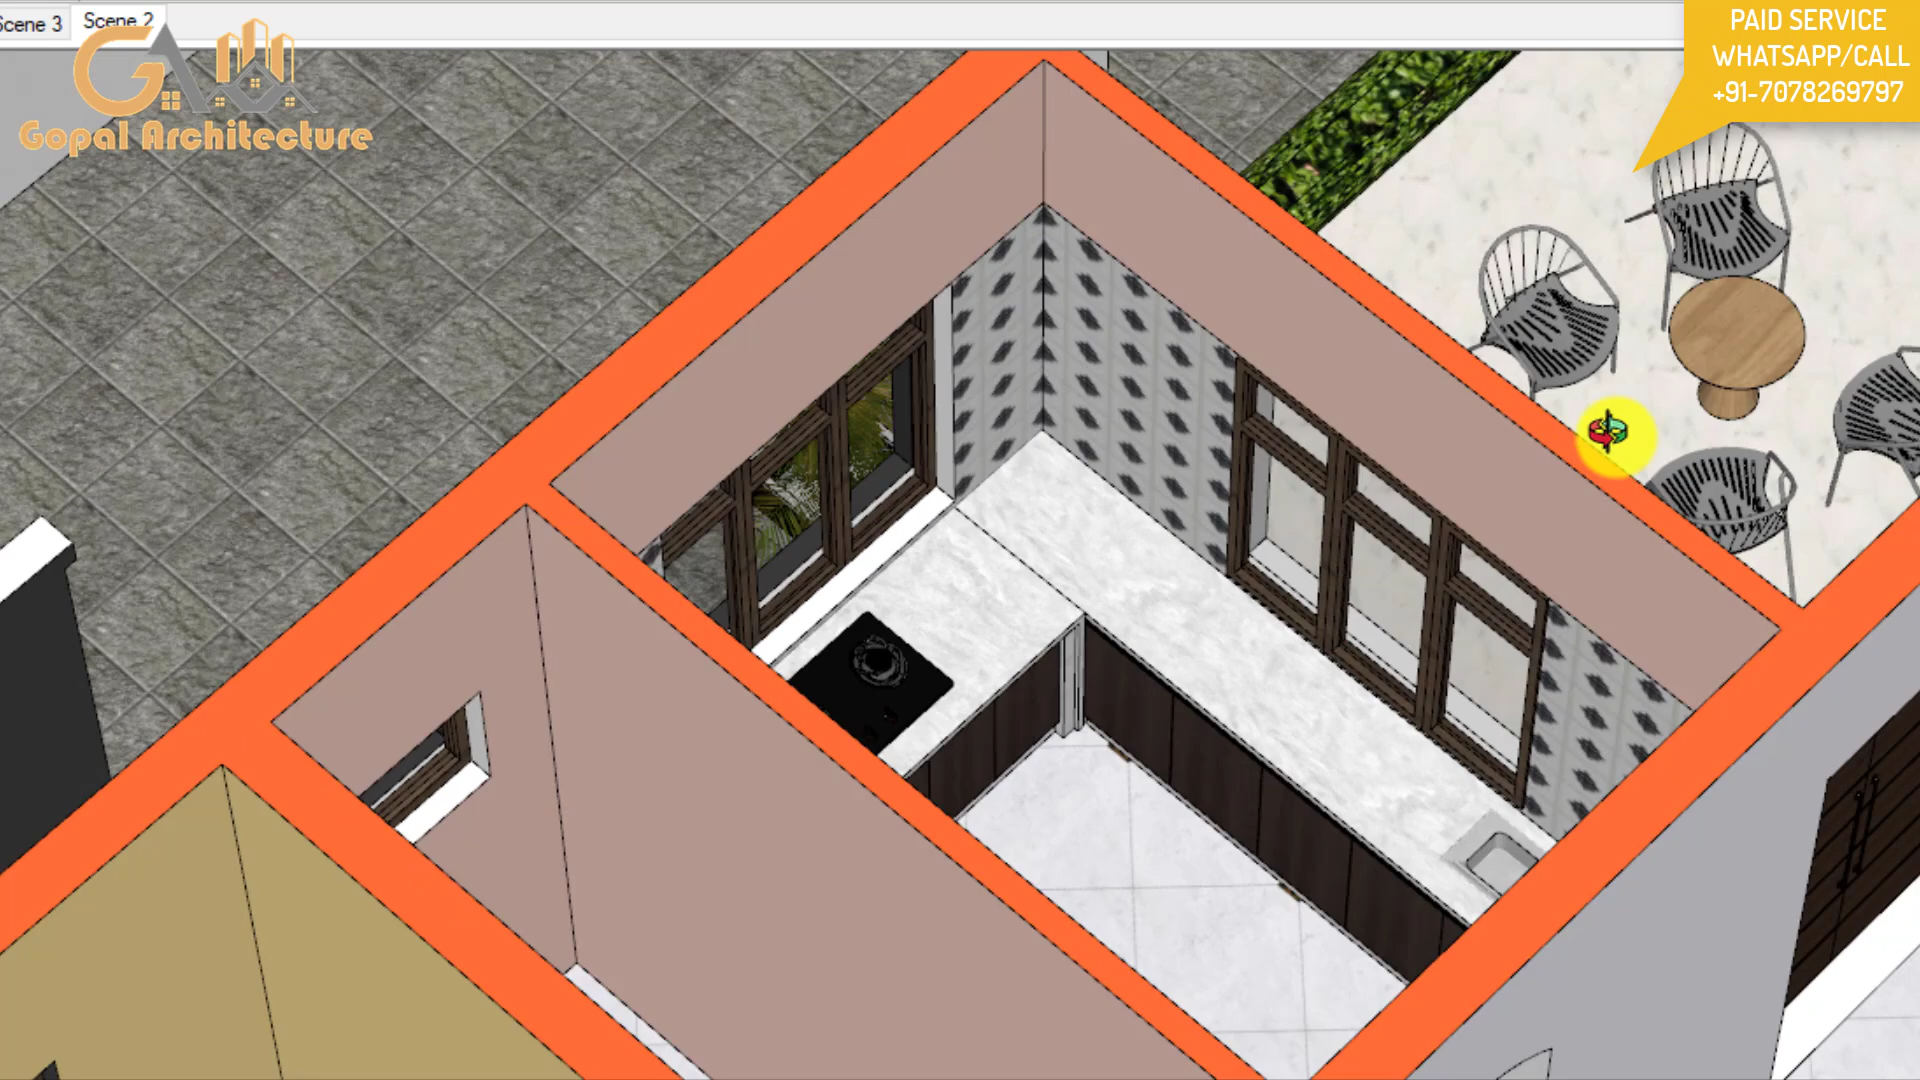 Scene 3
Scene 2
Gopal Architecture
PAID SERVICE
WHATSAPP/CALL
+91-7078269797